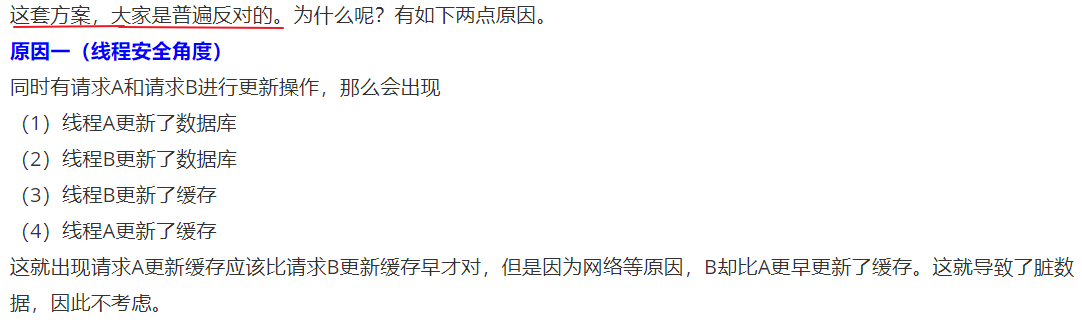 这套方案，大家是普遍反对的。为什么呢？有如下两点原因。
原因一（线程安全角度）
同时有请求A和请求B进行更新操作，那么会出现
（1）线程A更新了数据库
（2）线程B更新了数据库
（3）线程B更新了缓存
（4）线程A更新了缓存
这就出现请求A更新缓存应该比请求B更新缓存早才对，但是因为网络等原因，B却比A更早更新了缓存。这就导致了脏数
据，因此不考虑。